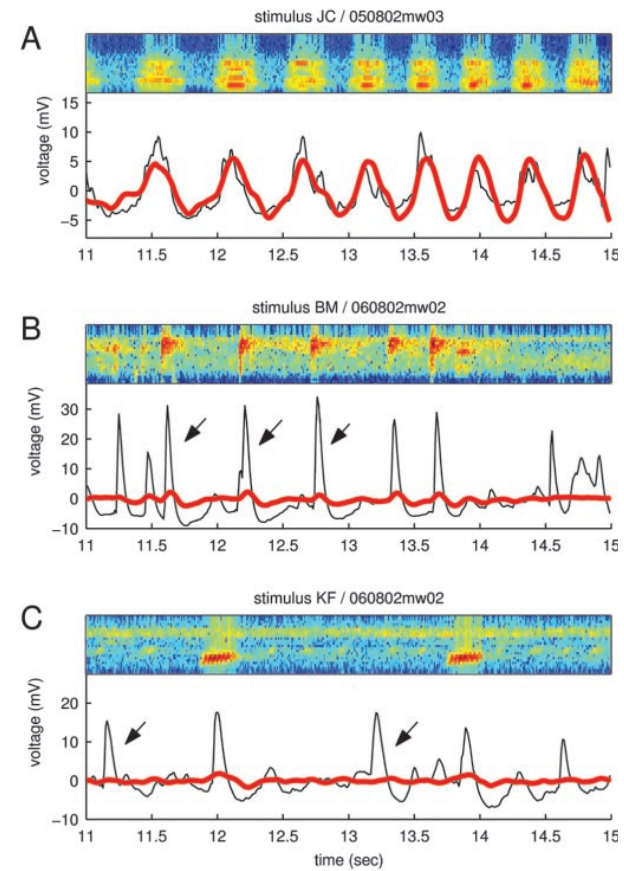 A
stimulus JC / 050802mw03
voltage (mV)
15
10
5
0
−5
11 11.5 12 12.5 13 13.5 14 14.5 15
B
stimulus BM / 060802mw02
voltage (mV)
30
20
10
0
−10
11 11.5 12 12.5 13 13.5 14 14.5 15
C
stimulus KF / 060802mw02
voltage (mV)
20
10
0
−10
11 11.5 12 12.5 13 13.5 14 14.5 15
time (sec)